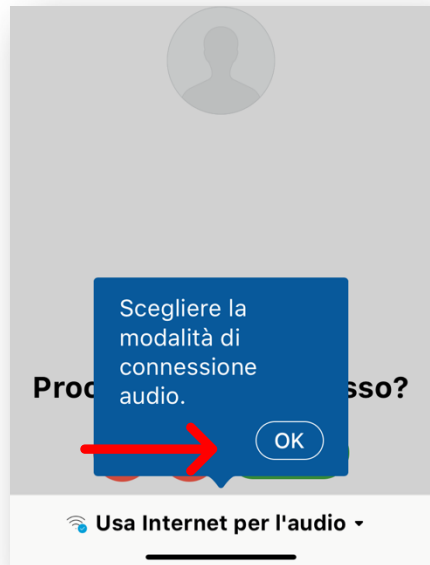 Scegliere la
modalità di
connessione
audio.
OK
Usa Internet per l'audio